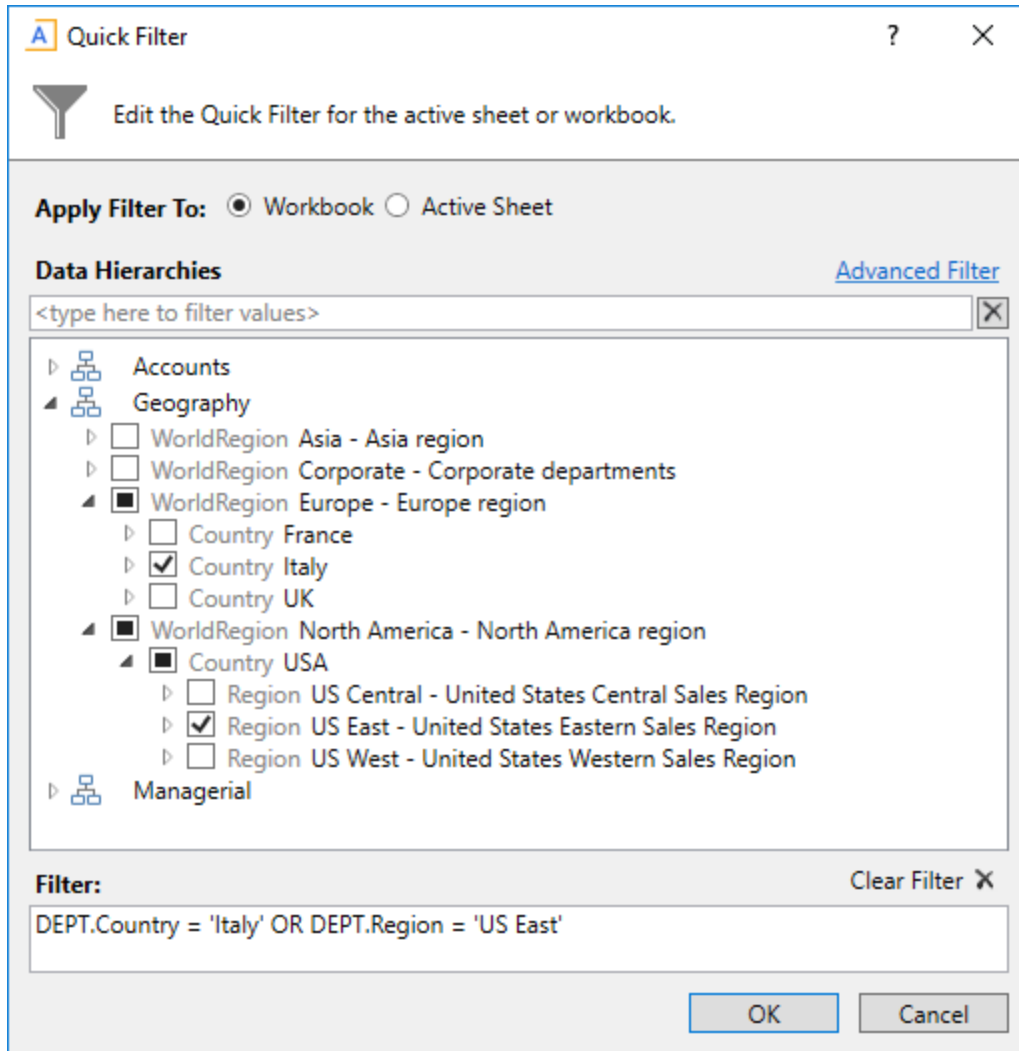 A Quick Filter ?
Edit the Quick Filter for the active sheet or workbook.
Apply Filter To: Workbook Active Sheet
Data Hierarchies Advanced Filter
<type here to filter values>
Accounts
Geography
WorldRegion Asia - Asia region
WorldRegion Corporate - Corporate departments
WorldRegion Europe - Europe region
Country France
Country Italy
Country UK
WorldRegion North America - North America region
Country USA
Region US Central - United States Central Sales Region
Region US East - United States Eastern Sales Region
Region US West - United States Western Sales Region
Managerial
Filter: Clear Filter
DEPT.Country = 'Italy' OR DEPT.Region = 'US East'
OK Cancel